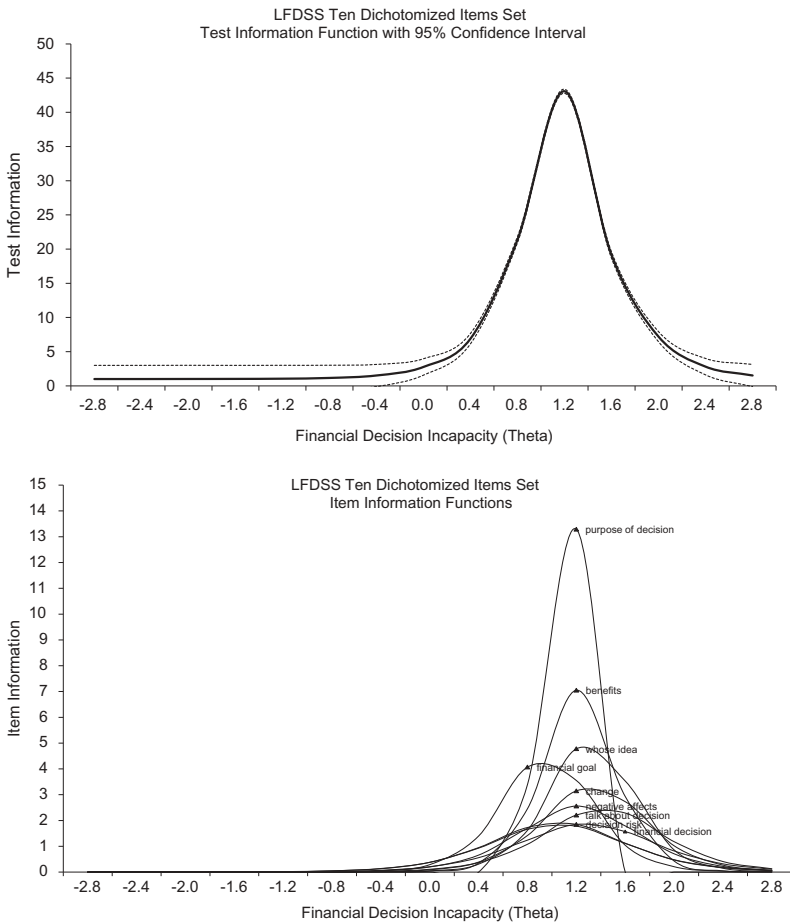 LFDSS Ten Dichotomized Items Set
Test Information Function with 95% Confidence Interval
50
45
40
35
30
25
20
15
10
5
0
Test Information
-2.8 -2.4 -2.0 -1.6 -1.2 -0.8 -0.4 0.0 0.4 0.8 1.2 1.6 2.0 2.4 2.8
Financial Decision Incapacity (Theta)
LFDSS Ten Dichotomized Items Set
Item Information Functions
15
14
13
12
11
10
9
8
7
6
5
4
3
2
1
0
Item Information
purpose of decision
benefits
whose idea
financial goal
change
negative affects
talk about decision
decision risk
financial decision
-2.8 -2.4 -2.0 -1.6 -1.2 -0.8 -0.4 0.0 0.4 0.8 1.2 1.6 2.0 2.4 2.8
Financial Decision Incapacity (Theta)